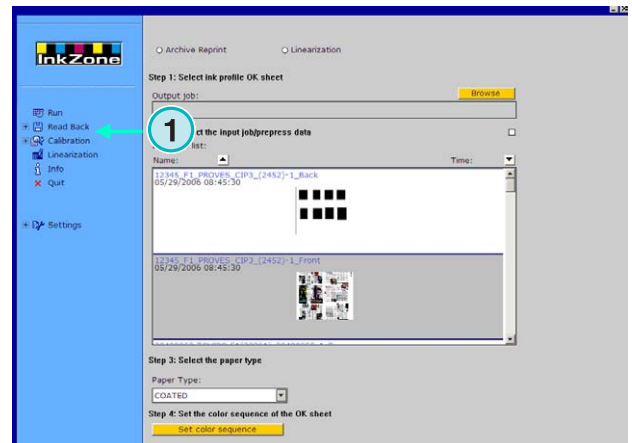 InkZone
Run
Read Back
Calibration
Linearization
Info
Quit
Settings
1
Archive Reprint
Linearization
Step 1: Select ink profile OK sheet
Output job:
Browse
ct the input job/prepress data
list:
Name:
Time:
12345_F1_PROVES_CIP3_(2452)-1_Back
05/29/2006 08:45:30
12345_F1_PROVES_CIP3_(2452)-1_Front
05/29/2006 08:45:30
Step 3: Select the paper type
Paper Type:
COATED
Step 4: Set the color sequence of the OK sheet
Set color sequence